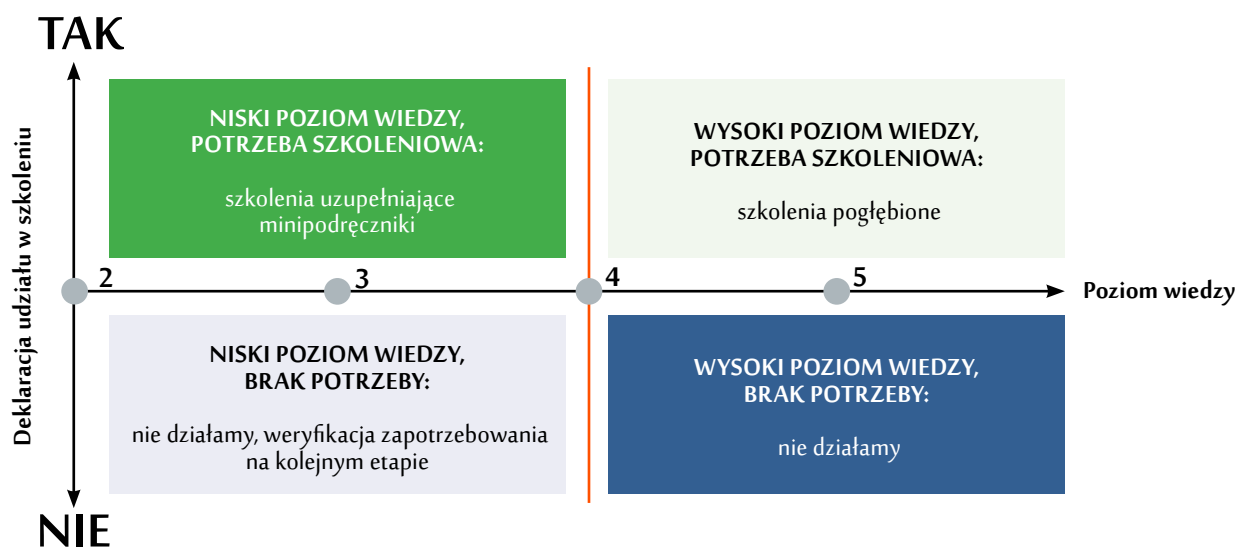 TAK
Deklaracja udziału w szkoleniu
NISKI POZIOM WIEDZY,
POTRZEBA SZKOLENIOWA:
szkolenia uzupełniające
minipodręczniki
WYSOKI POZIOM WIEDZY,
POTRZEBA SZKOLENIOWA:
szkolenia pogłębione
2
3
4
5
Poziom wiedzy
NISKI POZIOM WIEDZY,
BRAK POTRZEBY:
nie działamy, weryfikacja zapotrzebowania
na kolejnym etapie
WYSOKI POZIOM WIEDZY,
BRAK POTRZEBY:
nie działamy
NIE